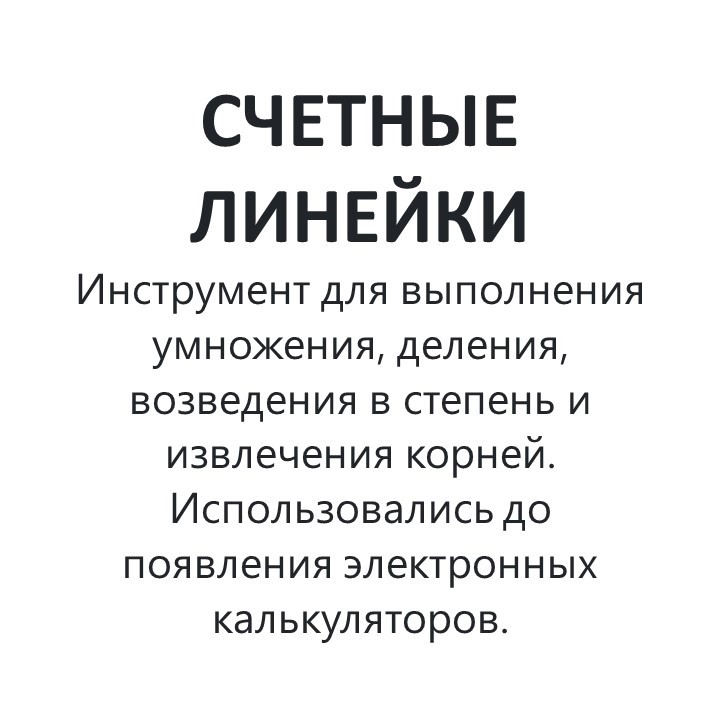 СЧЕТНЫЕ
ЛИНЕЙКИ
Инструмент для выполнения
умножения, деления,
возведения в степень и
извлечения корней.
Использовались до
появления электронных
калькуляторов.